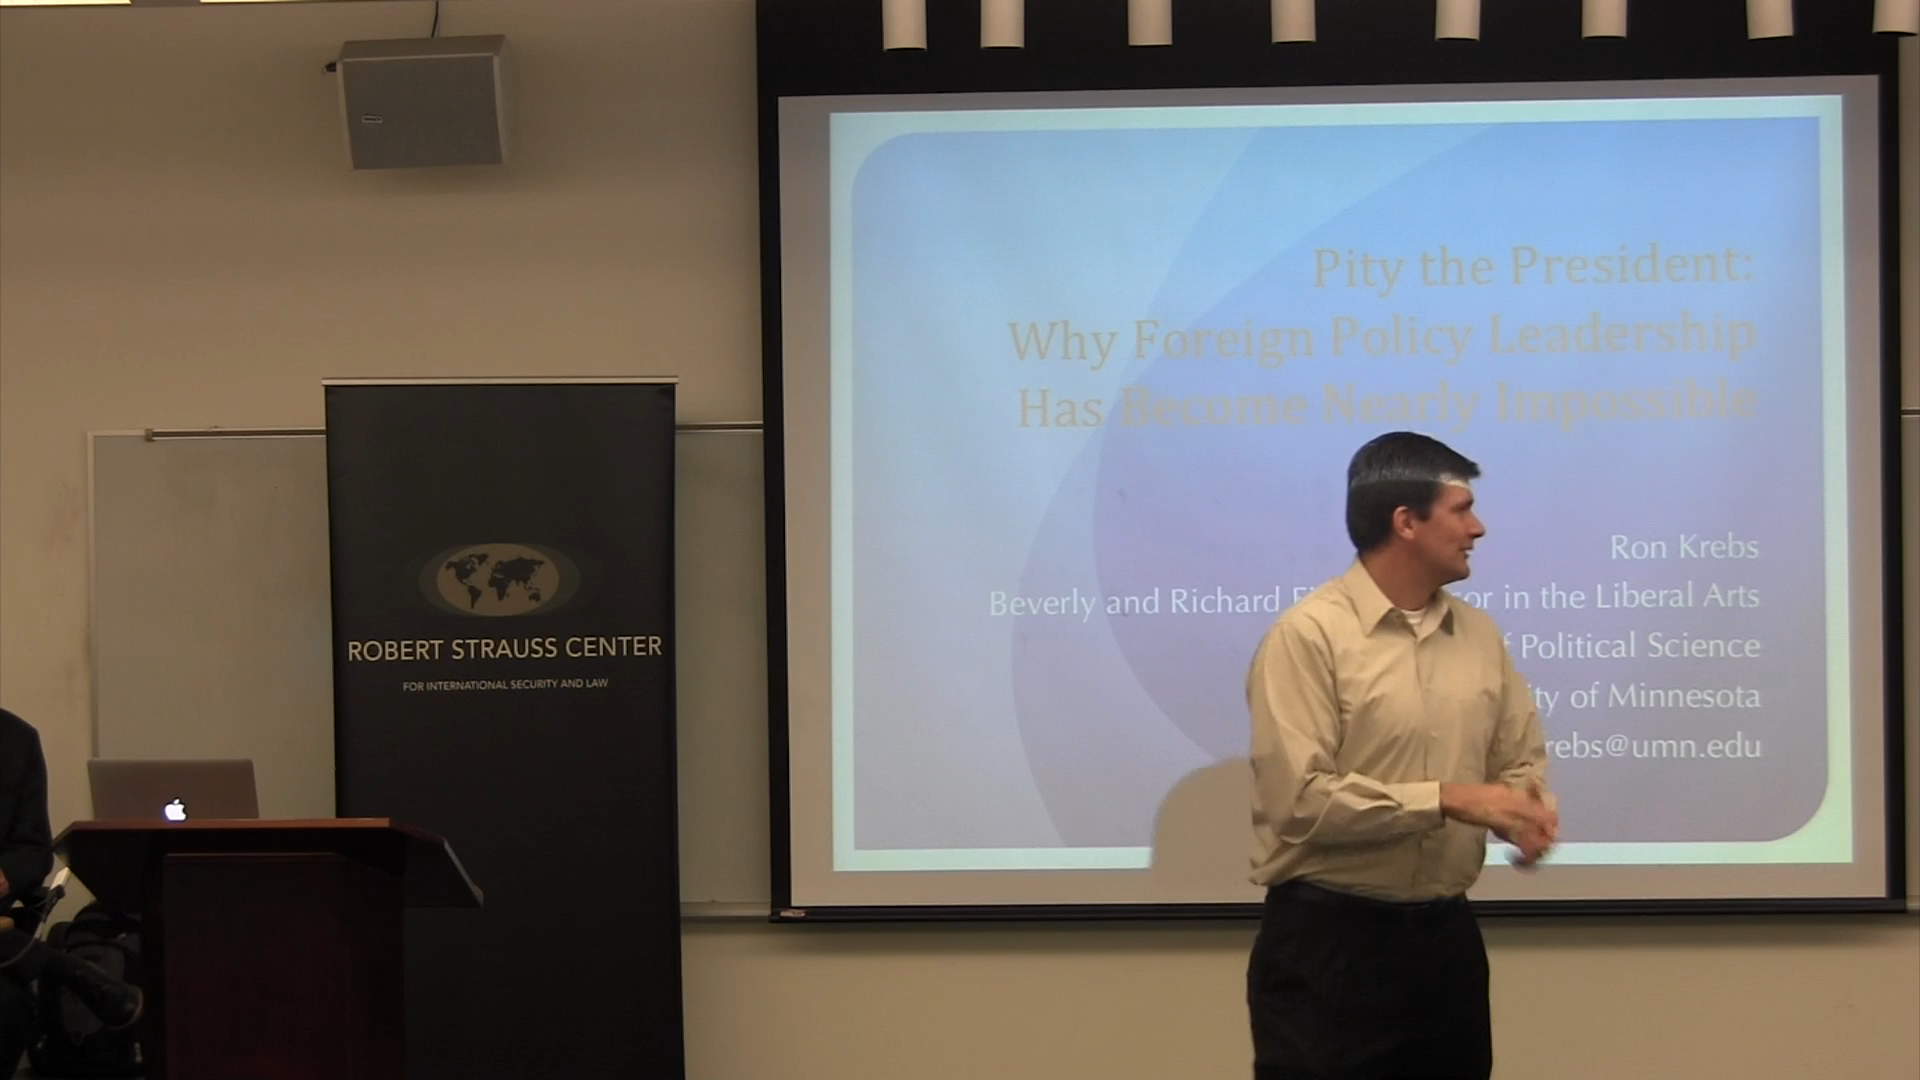 Pity the President:
Why Foreign Policy Leadership
Has Become Nearly Impossible
Ron Krebs
Beverly and Richard in the Liberal Arts
Political Science
of Minnesota
rebs@umn.edu
ROBERT STRAUSS CENTER
FOR INTERNATIONAL SECURITY AND LAW